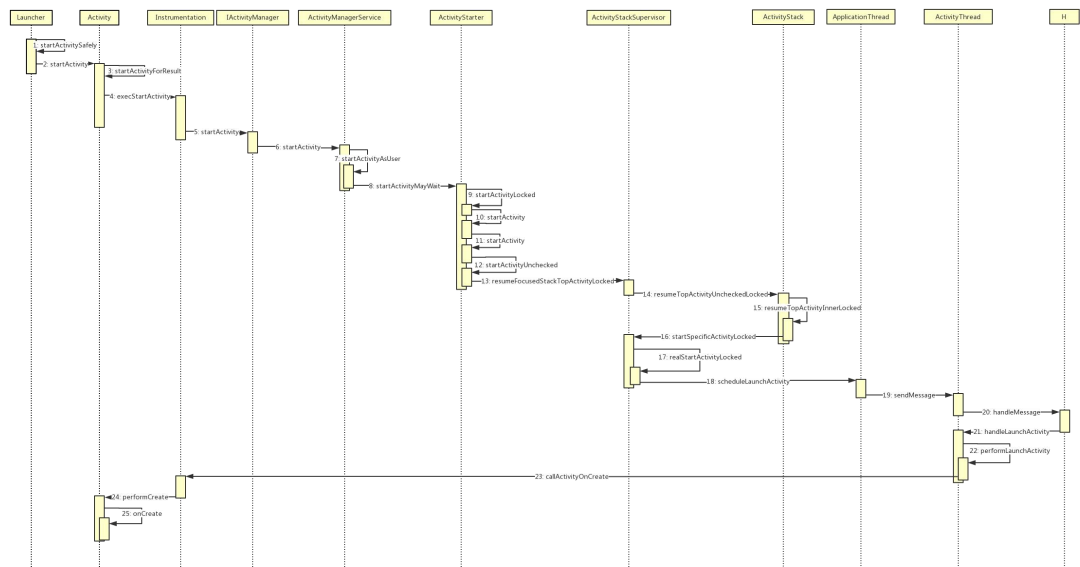 Launcher
Activity
Instrumentation
IActivityManager
ActivityManagerService
ActivityStarter
ActivityStackSupervisor
ActivityStack
ApplicationThread
ActivityThread
H
1: startActivitySafely
2: startActivity
3: startActivityForResult
4: execStartActivity
5: startActivity
6: startActivity
7: startActivityAsUser
8: startActivityMayWait
9: startActivityLocked
10: startActivity
11: startActivity
12: startActivityUnchecked
13: resumeFocusedStackTopActivityLocked
14: resumeTopActivityUncheckedLocked
15: resumeTopActivityInnerLocked
16: startSpecificActivityLocked
17: realStartActivityLocked
18: scheduleLaunchActivity
19: sendMessage
20: handleMessage
21: handleLaunchActivity
22: performLaunchActivity
23: callActivityOnCreate
24: performCreate
25: onCreate